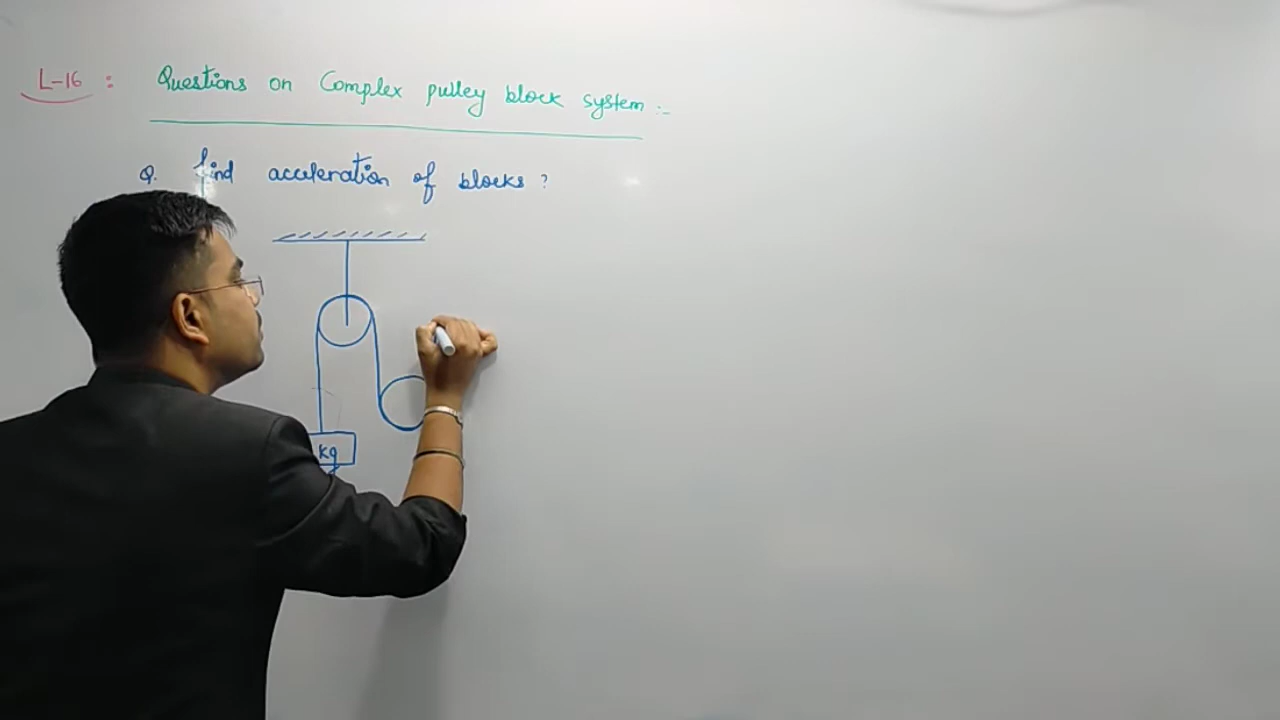 L-16 : Questions on Complex pulley block system :-
Q. find acceleration of blocks ?
kg